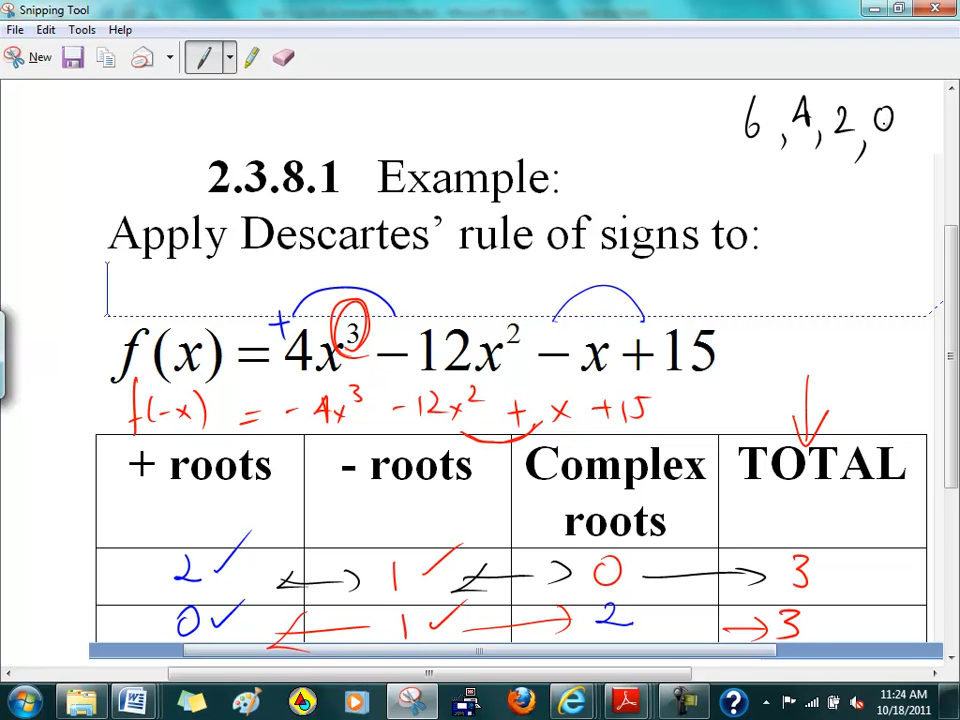 Snipping Tool
File Edit Tools Help
New
6, 4, 2, 0
2.3.8.1 Example:
Apply Descartes’ rule of signs to:
+
f(x) = 4x³ − 12x² − x + 15
f(-x) = - 4x³ - 12x² + x + 15
+ roots - roots Complex roots TOTAL
2 ✓ ↔ 1 ✓ ↔ 0 → 3
0 ✓ ← 1 ✓ → 2 ↔ 3
11:24 AM
10/18/2011